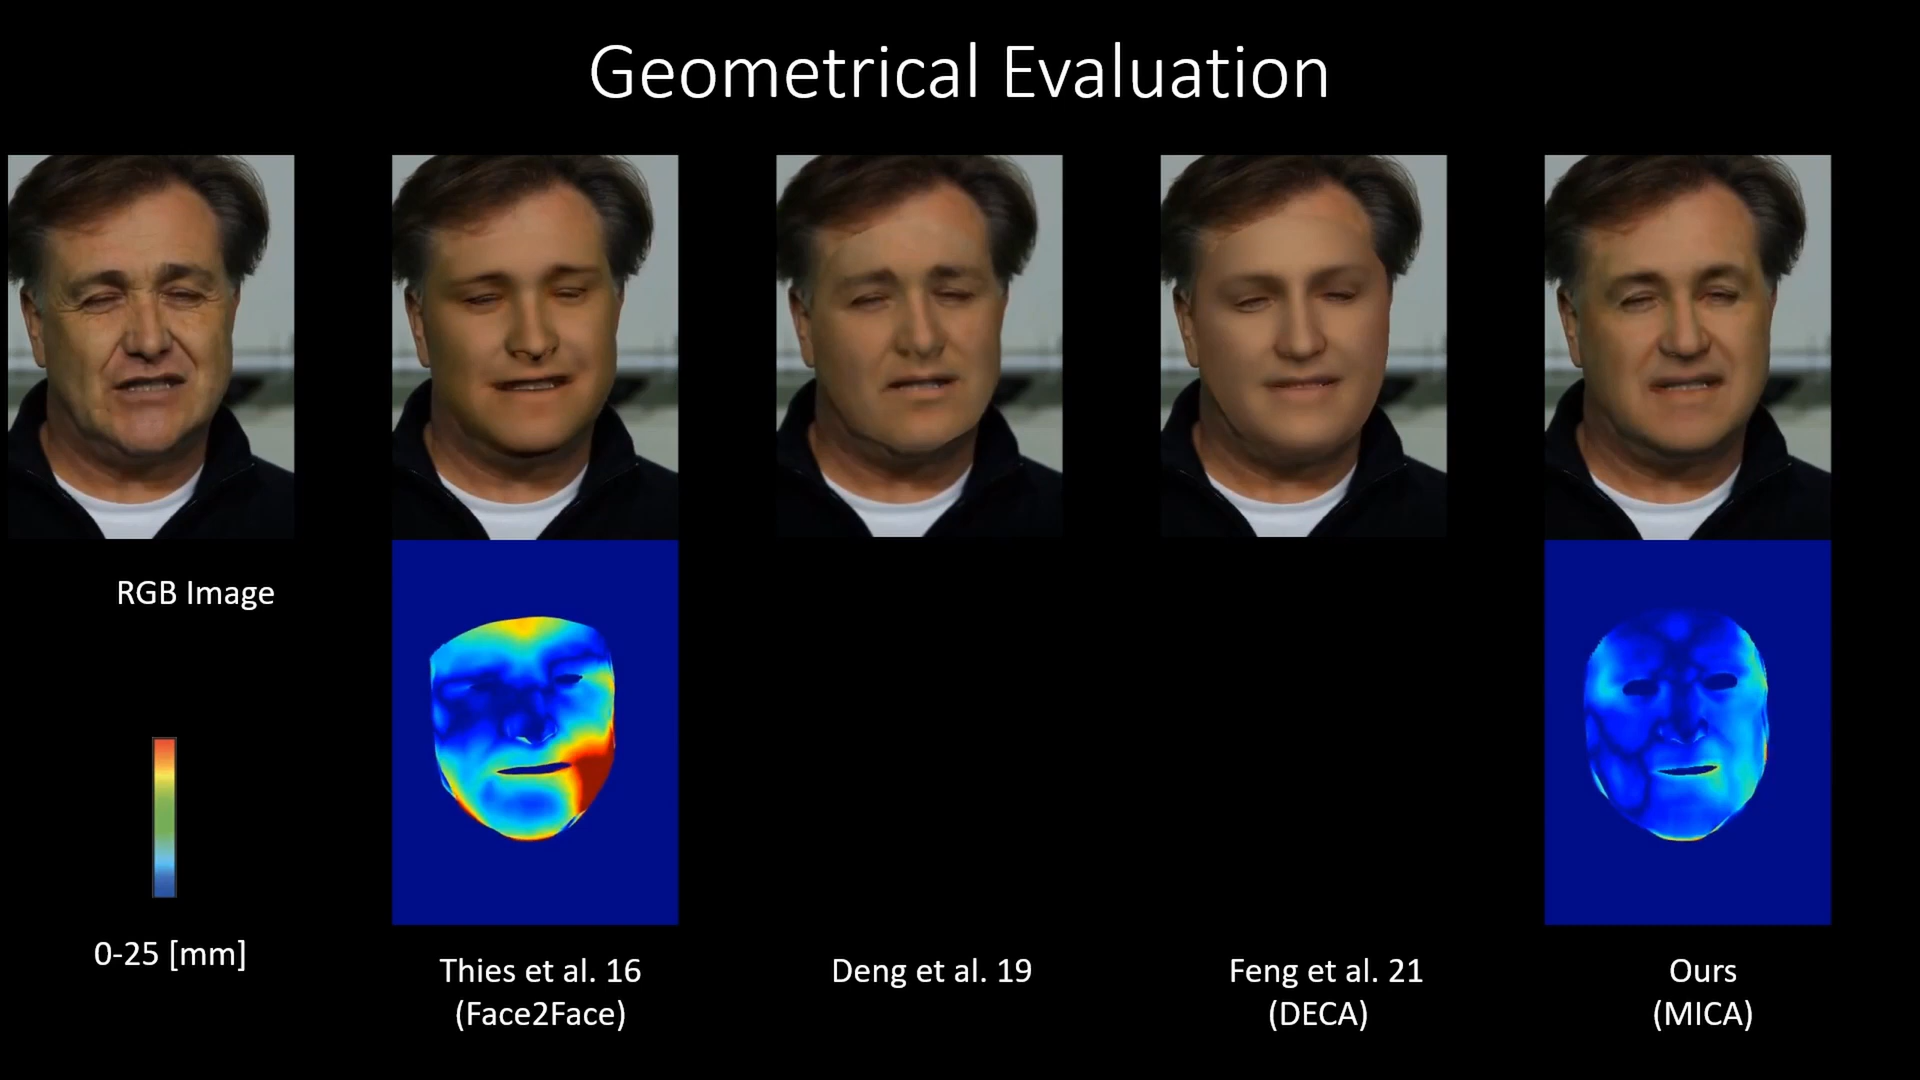 Geometrical Evaluation
RGB Image
0-25 [mm]
Thies et al. 16
(Face2Face)
Deng et al. 19
Feng et al. 21
(DECA)
Ours
(MICA)